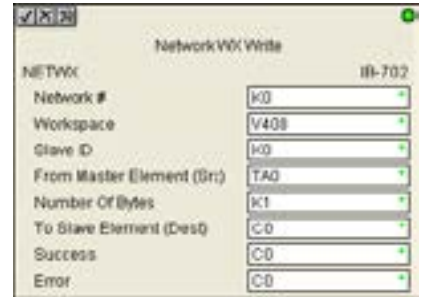 Network WX Write
NETWX IB-702
Network # K0
Workspace V400
Slave ID K0
From Master Element (Src) TA0
Number Of Bytes K1
To Slave Element (Dest) C0
Success C0
Error C0